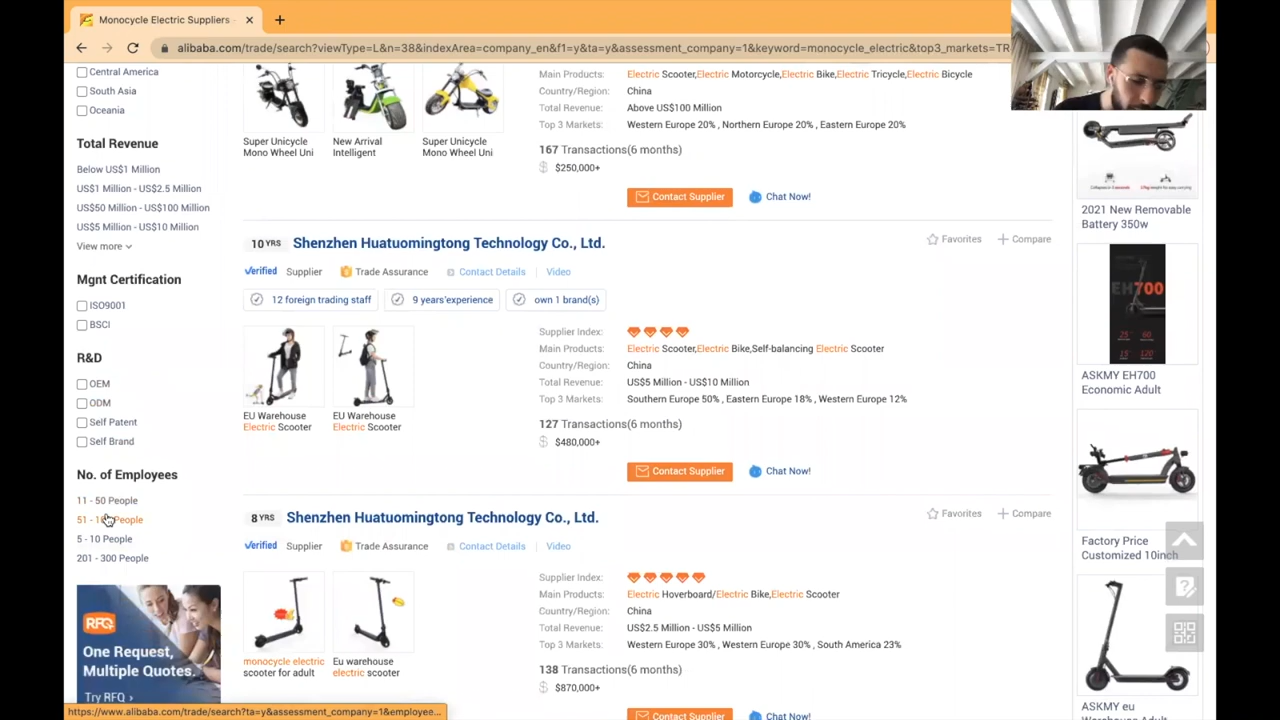 Monocycle Electric Suppliers
alibaba.com/trade/search?viewType=L&n=38&indexArea=company_en&f1=y&ta=y&assessment_company=1&keyword=monocycle_electric&top3_markets=TR
Central America
South Asia
Oceania
Total Revenue
Below US$1 Million
US$1 Million - US$2.5 Million
US$50 Million - US$100 Million
US$5 Million - US$10 Million
View more
Mgnt Certification
ISO9001
BSCI
R&D
OEM
ODM
Self Patent
Self Brand
No. of Employees
11 - 50 People
51 - People
5 - 10 People
201 - 300 People
RFQ
One Request,
Multiple Quotes.
Try RFQ ›
Super Unicycle
Mono Wheel Uni
New Arrival
Intelligent
Super Unicycle
Mono Wheel Uni
Main Products: Electric Scooter,Electric Motorcycle,Electric Bike,Electric Tricycle,Electric Bicycle
Country/Region: China
Total Revenue: Above US$100 Million
Top 3 Markets: Western Europe 20% , Northern Europe 20% , Eastern Europe 20%
167 Transactions(6 months)
$ $250,000+
Contact Supplier Chat Now!
10 YRS Shenzhen Huatuomingtong Technology Co., Ltd. Favorites Compare
Verified Supplier Trade Assurance Contact Details | Video
12 foreign trading staff 9 years'experience own 1 brand(s)
EU Warehouse
Electric Scooter
EU Warehouse
Electric Scooter
Supplier Index:
Main Products: Electric Scooter,Electric Bike,Self-balancing Electric Scooter
Country/Region: China
Total Revenue: US$5 Million - US$10 Million
Top 3 Markets: Southern Europe 50% , Eastern Europe 18% , Western Europe 12%
127 Transactions(6 months)
$ $480,000+
Contact Supplier Chat Now!
8 YRS Shenzhen Huatuomingtong Technology Co., Ltd. Favorites Compare
Verified Supplier Trade Assurance Contact Details | Video
monocycle electric
scooter for adult
Eu warehouse
electric scooter
Supplier Index:
Main Products: Electric Hoverboard/Electric Bike,Electric Scooter
Country/Region: China
Total Revenue: US$2.5 Million - US$5 Million
Top 3 Markets: Western Europe 30% , Western Europe 30% , South America 23%
138 Transactions(6 months)
$ $870,000+
Contact Supplier Chat Now!
2021 New Removable
Battery 350w
EH700
25 60
15 120
ASKMY EH700
Economic Adult
Factory Price
Customized 10inch
ASKMY eu
Warehouse Adult
https://www.alibaba.com/trade/search?ta=y&assessment_company=1&employee...